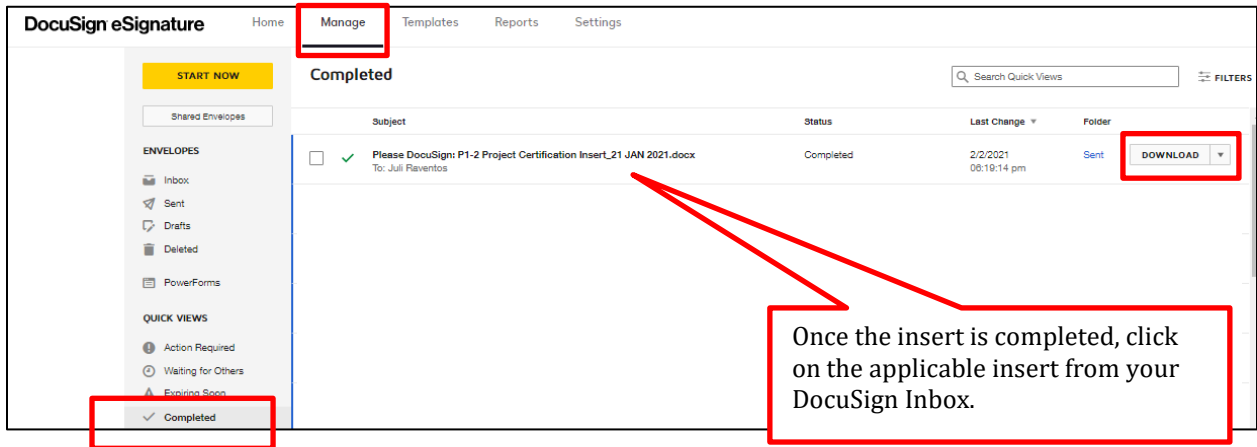 DocuSign eSignature Home Manage Templates Reports Settings
START NOW
Shared Envelopes
ENVELOPES
Inbox
Sent
Drafts
Deleted
PowerForms
QUICK VIEWS
Action Required
Waiting for Others
Expiring Soon
Completed
Completed
Search Quick Views
FILTERS
Subject Status Last Change Folder
Please DocuSign: P1-2 Project Certification Insert_21 JAN 2021.docx Completed 2/2/2021 Sent DOWNLOAD
To: Juli Raventos 06:19:14 pm
Once the insert is completed, click
on the applicable insert from your
DocuSign Inbox.